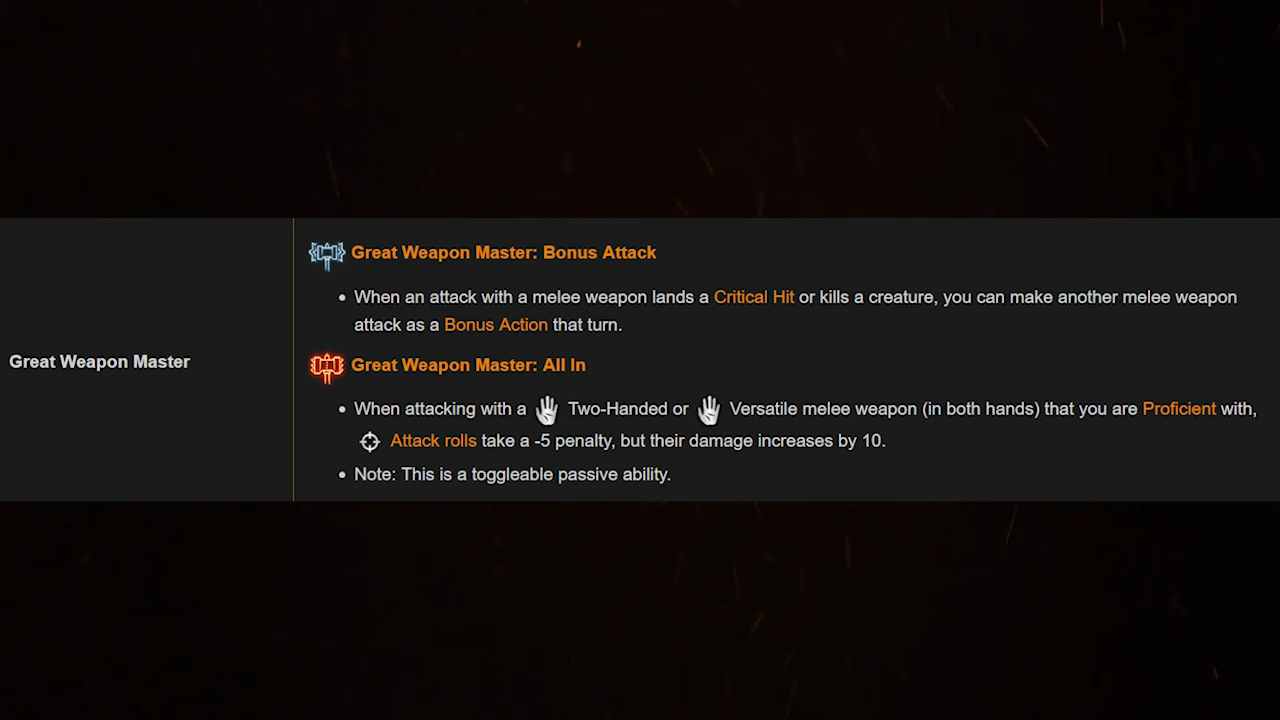 Great Weapon Master
Great Weapon Master: Bonus Attack
• When an attack with a melee weapon lands a Critical Hit or kills a creature, you can make another melee weapon
attack as a Bonus Action that turn.
Great Weapon Master: All In
• When attacking with a Two-Handed or Versatile melee weapon (in both hands) that you are Proficient with,
Attack rolls take a -5 penalty, but their damage increases by 10.
• Note: This is a toggleable passive ability.